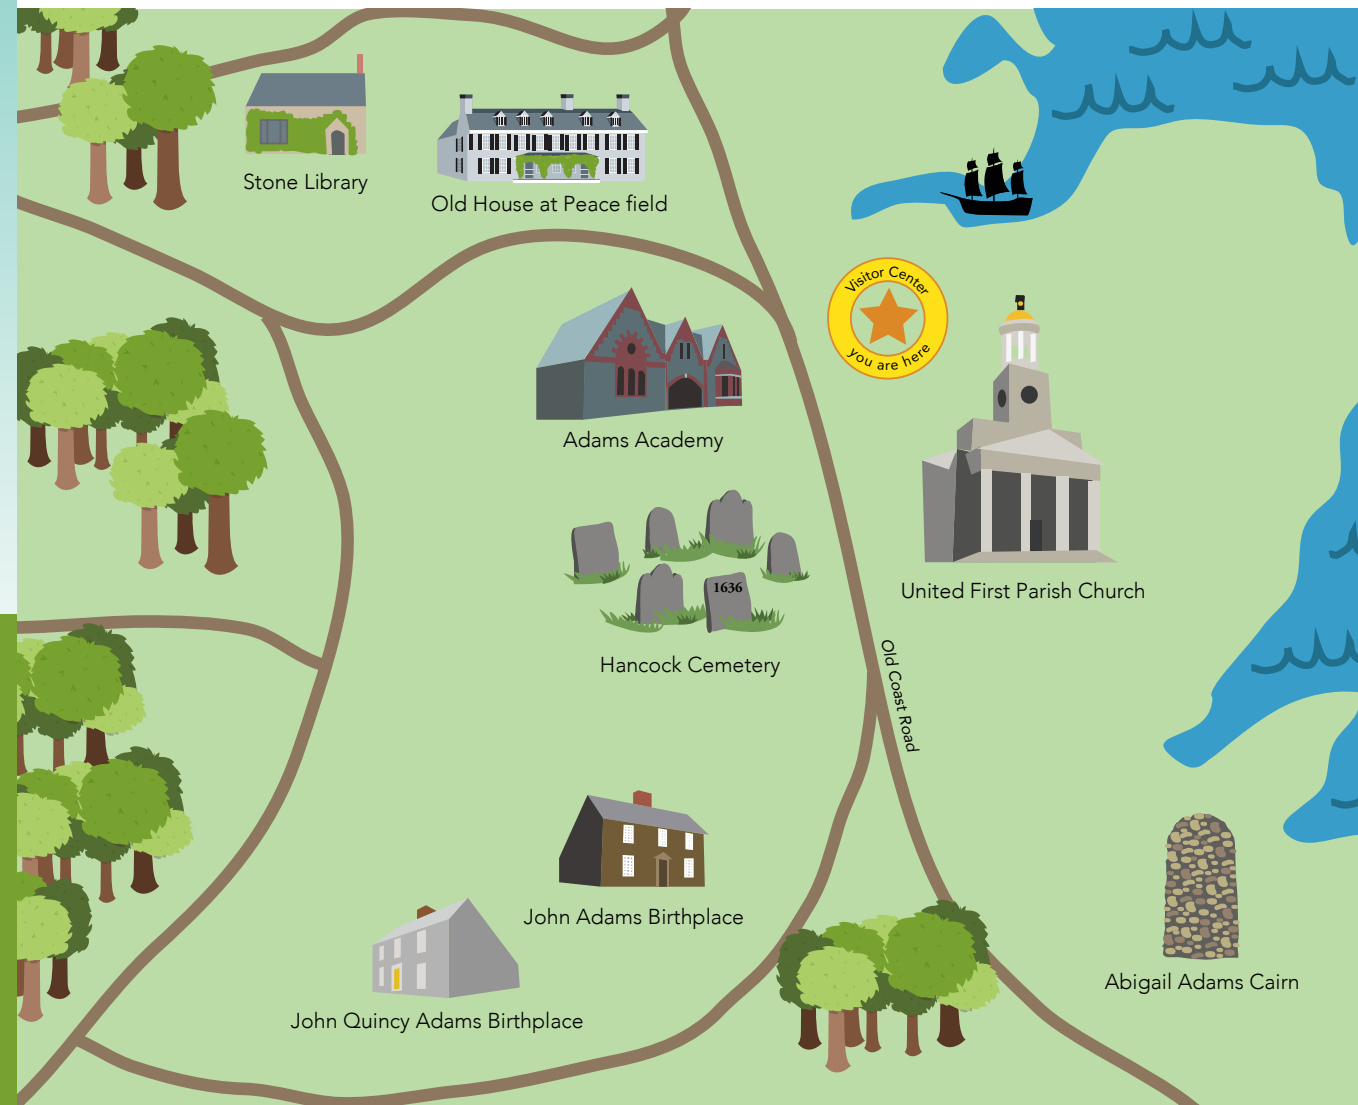 Stone Library
Old House at Peace field
Visitor Center
you are here
Adams Academy
1636
United First Parish Church
Hancock Cemetery
Old Coast Road
John Adams Birthplace
Abigail Adams Cairn
John Quincy Adams Birthplace